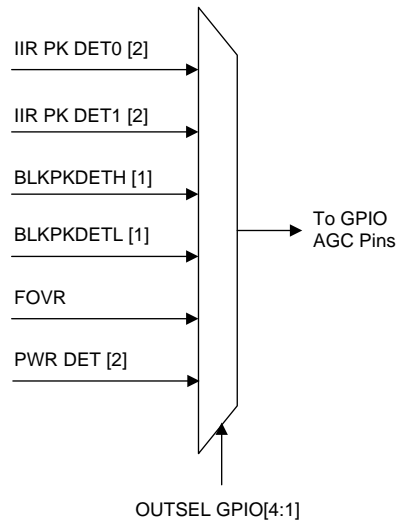 IIR PK DET0 [2]
IIR PK DET1 [2]
BLKPKDETH [1]
BLKPKDETL [1]
FOVR
PWR DET [2]
To GPIO
AGC Pins
OUTSEL GPIO[4:1]